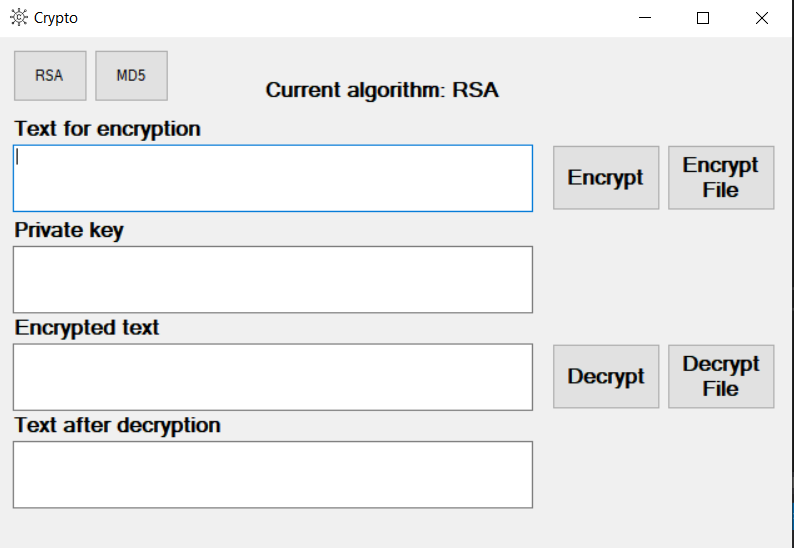 Crypto
RSA
MD5
Current algorithm: RSA
Text for encryption
Encrypt
Encrypt
File
Private key
Encrypted text
Decrypt
Decrypt
File
Text after decryption